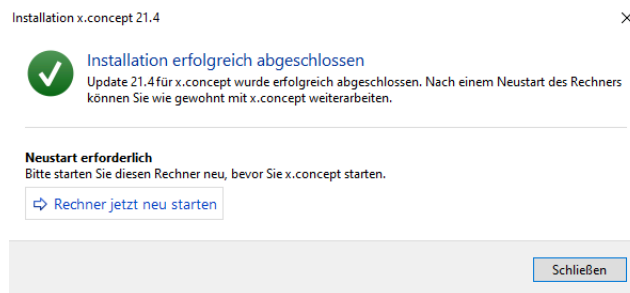 Installation x.concept 21.4
Installation erfolgreich abgeschlossen
Update 21.4 für x.concept wurde erfolgreich abgeschlossen. Nach einem Neustart des Rechners
können Sie wie gewohnt mit x.concept weiterarbeiten.
Neustart erforderlich
Bitte starten Sie diesen Rechner neu, bevor Sie x.concept starten.
Rechner jetzt neu starten
Schließen